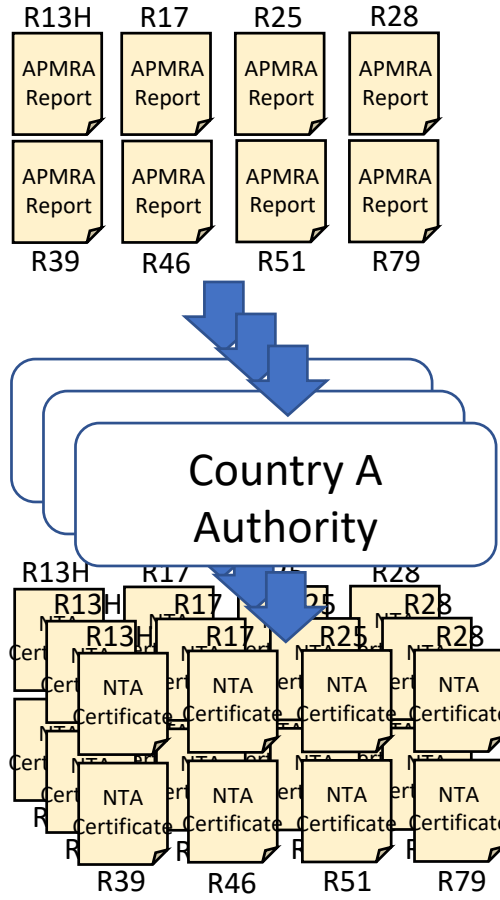 R13H R17 R25 R28
APMRA APMRA APMRA APMRA
Report Report Report Report
APMRA APMRA APMRA APMRA
Report Report Report Report
R39 R46 R51 R79
Country A
Authority
R13H R17 R28
R13H R17 R25 R28
R13H R17 R25 R28
NTA NTA NTA NTA
Certificate Certificate Certificate Certificate
NTA NTA NTA NTA
Certificate Certificate Certificate Certificate
R39 R46 R51 R79